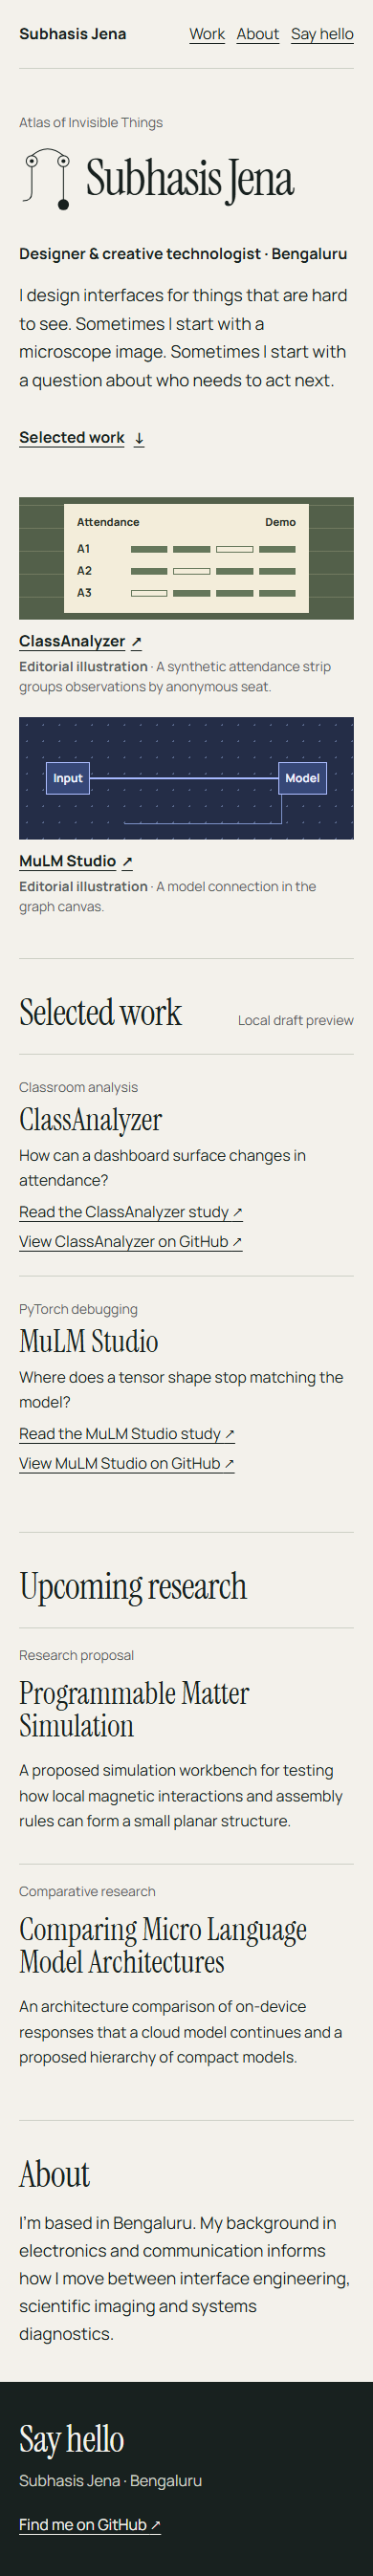 Subhasis Jena Work About Say hello
Atlas of Invisible Things
Subhasis Jena
Designer & creative technologist · Bengaluru
I design interfaces for things that are hard
to see. Sometimes I start with a
microscope image. Sometimes I start with
a question about who needs to act next.
Selected work ↓
Attendance Demo
A1
A2
A3
ClassAnalyzer ↗
Editorial illustration · A synthetic attendance strip
groups observations by anonymous seat.
Input Model
MuLM Studio ↗
Editorial illustration · A model connection in the
graph canvas.
Selected work Local draft preview
Classroom analysis
ClassAnalyzer
How can a dashboard surface changes in
attendance?
Read the ClassAnalyzer study ↗
View ClassAnalyzer on GitHub ↗
PyTorch debugging
MuLM Studio
Where does a tensor shape stop matching the
model?
Read the MuLM Studio study ↗
View MuLM Studio on GitHub ↗
Upcoming research
Research proposal
Programmable Matter
Simulation
A proposed simulation workbench for testing
how local magnetic interactions and assembly
rules can form a small planar structure.
Comparative research
Comparing Micro Language
Model Architectures
An architecture comparison of on-device
responses that a cloud model continues and a
proposed hierarchy of compact models.
About
I'm based in Bengaluru. My background in
electronics and communication informs
how I move between interface engineering,
scientific imaging and systems
diagnostics.
Say hello
Subhasis Jena · Bengaluru
Find me on GitHub ↗